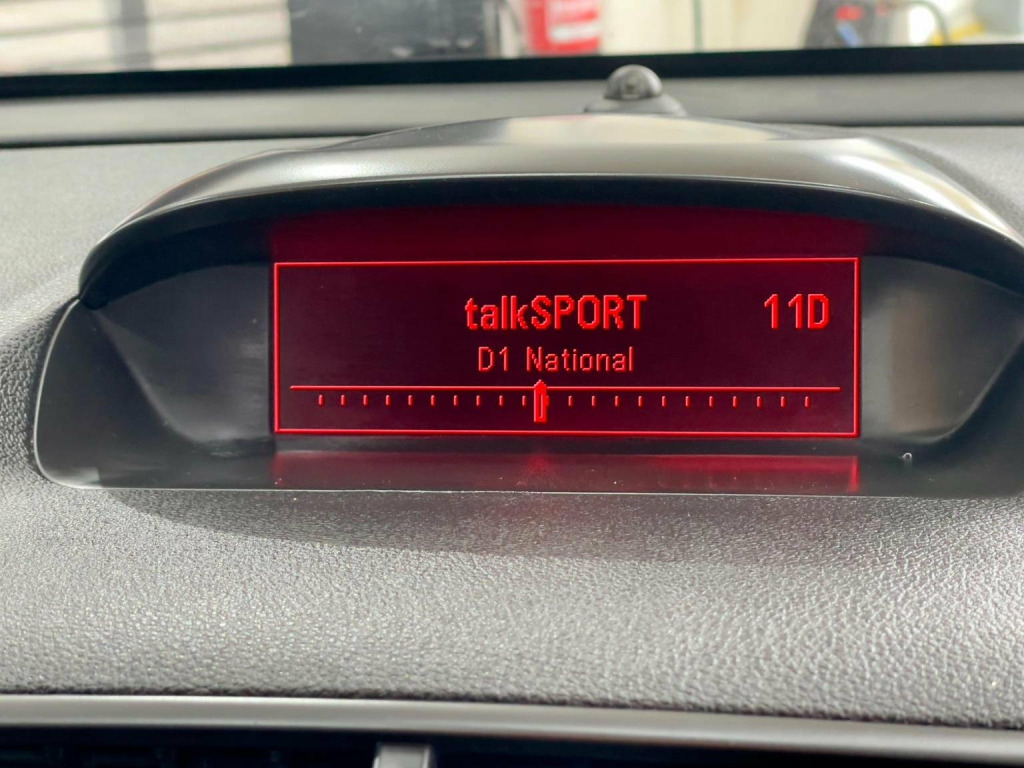 talkSPORT 11D
D1 National